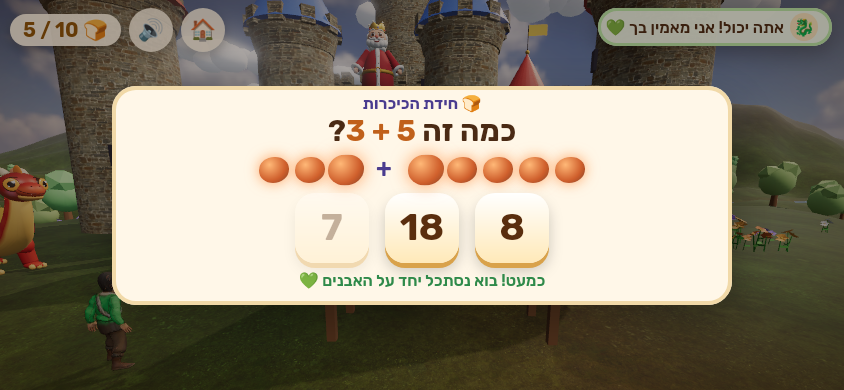 5 / 10
אתה יכול! אני מאמין בך
חידת הכיכרות
כמה זה 5 + 3?
+
8
18
7
כמעט! בוא נסתכל יחד על האבנים